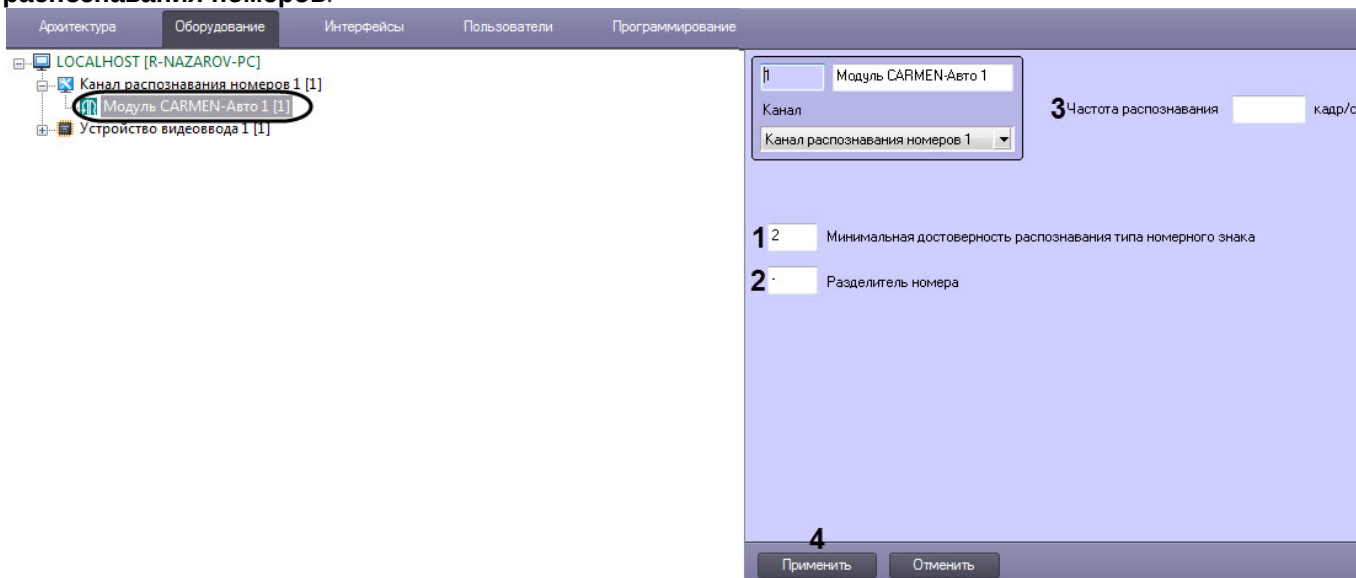 распознавания номеров.
Архитектура Оборудование Интерфейсы Пользователи Программирование
LOCALHOST [R-NAZAROV-PC]
Канал распознавания номеров 1 [1]
Модуль CARMEN-Авто 1 [1]
Устройство видеоввода 1 [1]
1 Модуль CARMEN-Авто 1
Канал
Канал распознавания номеров 1
3 Частота распознавания кадр/с
1 2 Минимальная достоверность распознавания типа номерного знака
2 - Разделитель номера
4
Применить Отменить